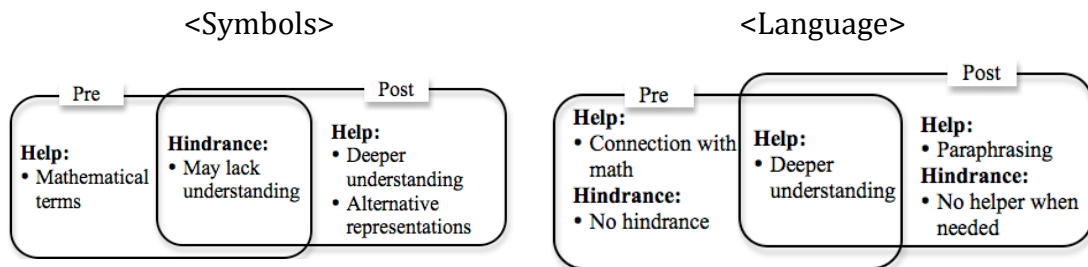 <Symbols>
Pre
Post
Help:
• Mathematical
terms
Hindrance:
• May lack
understanding
Help:
• Deeper
understanding
• Alternative
representations
<Language>
Pre
Post
Help:
• Connection with
math
Hindrance:
• No hindrance
Help:
• Deeper
understanding
Help:
• Paraphrasing
Hindrance:
• No helper when
needed